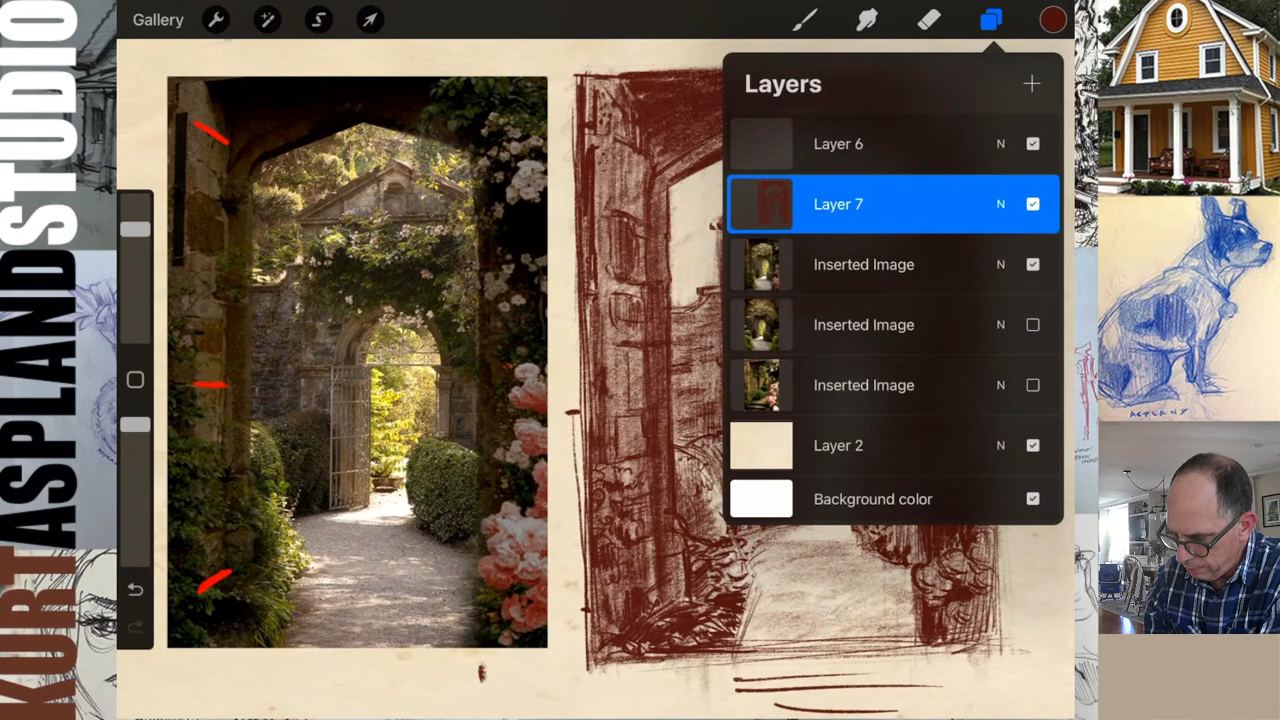 KURT ASPLAND STUDIO
Gallery
Layers
Layer 6
N
Layer 7
N
Inserted Image
N
Inserted Image
N
Inserted Image
N
Layer 2
N
Background color
ASPLAND